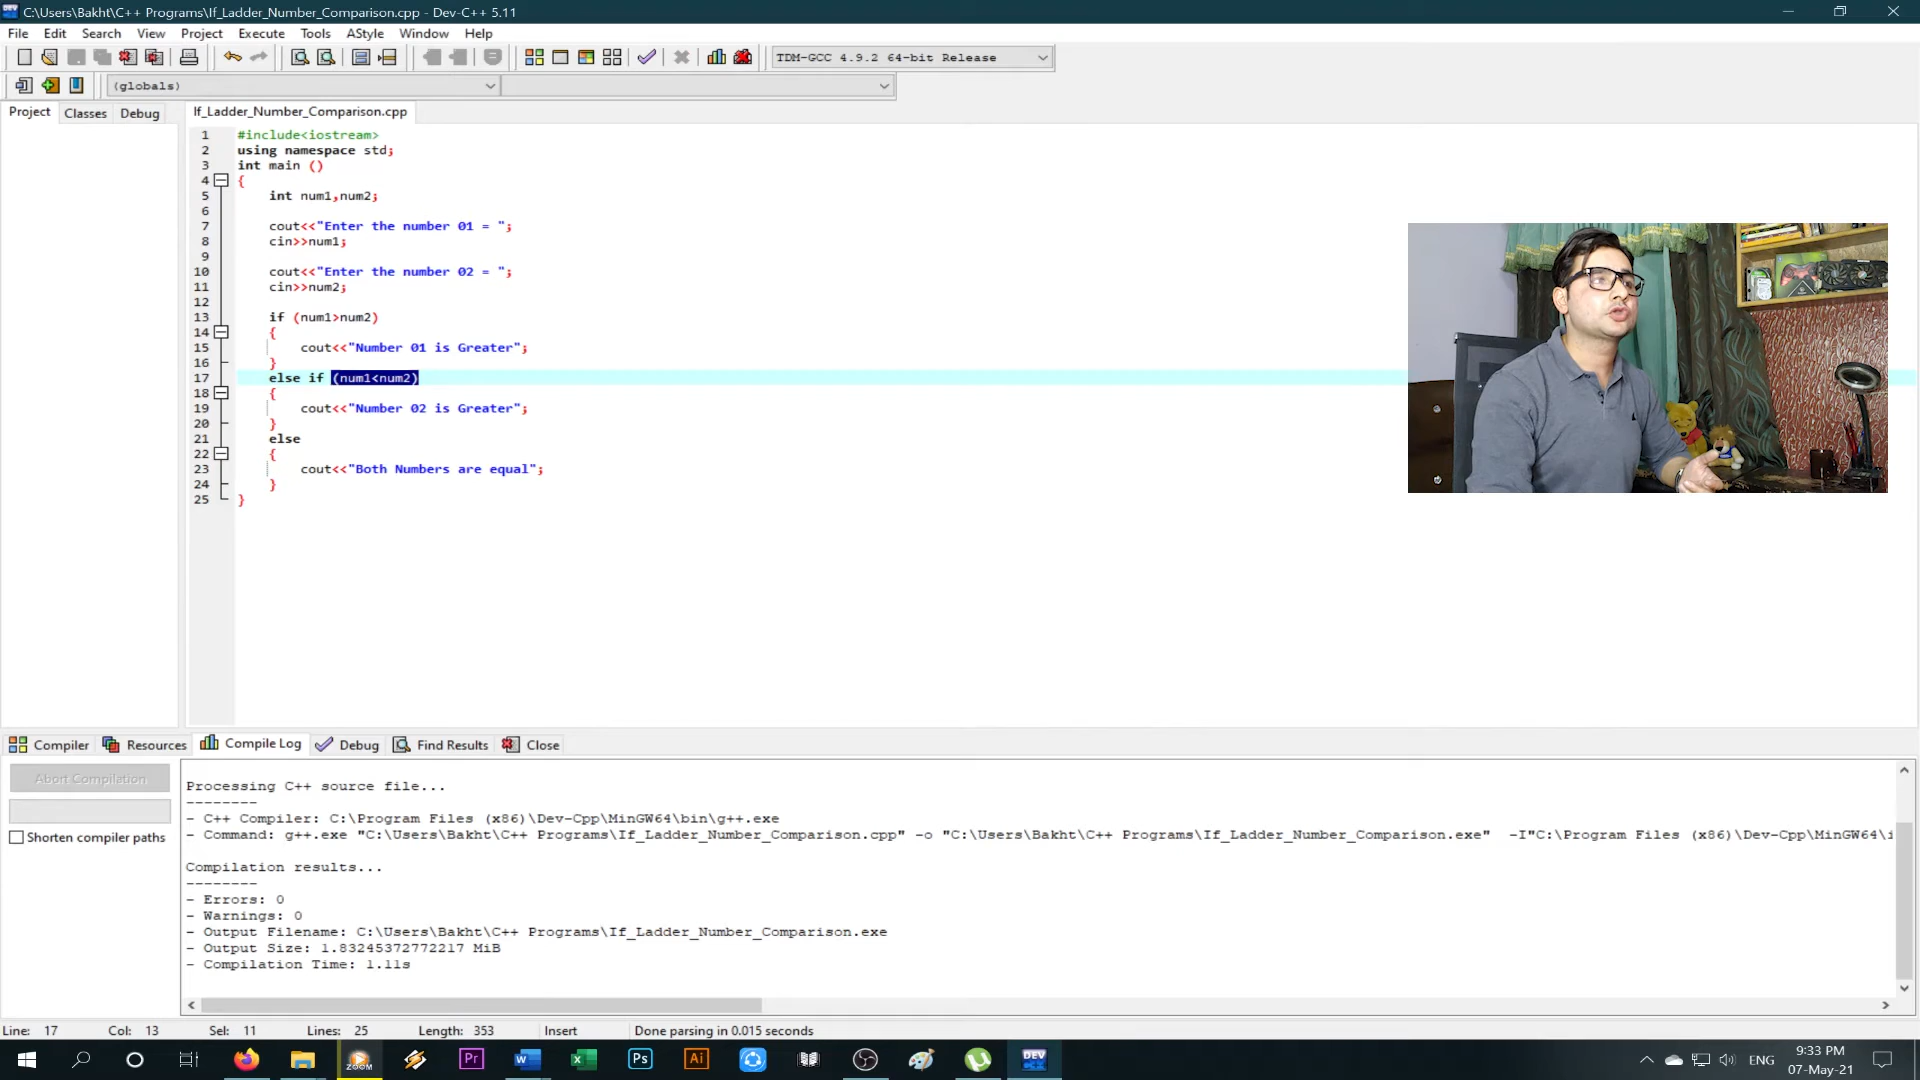 C:\Users\Bakht\C++ Programs\If_Ladder_Number_Comparison.cpp - Dev-C++ 5.11
File Edit Search View Project Execute Tools AStyle Window Help
TDM-GCC 4.9.2 64-bit Release
(globals)
Project Classes Debug
If_Ladder_Number_Comparison.cpp
1 #include<iostream>
2 using namespace std;
3 int main ()
4 {
5 int num1,num2;
6
7 cout<<"Enter the number 01 = ";
8 cin>>num1;
9
10 cout<<"Enter the number 02 = ";
11 cin>>num2;
12
13 if (num1>num2)
14 {
15 cout<<"Number 01 is Greater";
16 }
17 else if (num1<num2)
18 {
19 cout<<"Number 02 is Greater";
20 }
21 else
22 {
23 cout<<"Both Numbers are equal";
24 }
25 }
Compiler Resources Compile Log Debug Find Results Close
Abort Compilation
Shorten compiler paths
Processing C++ source file...
--------
- C++ Compiler: C:\Program Files (x86)\Dev-Cpp\MinGW64\bin\g++.exe
- Command: g++.exe "C:\Users\Bakht\C++ Programs\If_Ladder_Number_Comparison.cpp" -o "C:\Users\Bakht\C++ Programs\If_Ladder_Number_Comparison.exe" -I"C:\Program Files (x86)\Dev-Cpp\MinGW64\i
Compilation results...
--------
- Errors: 0
- Warnings: 0
- Output Filename: C:\Users\Bakht\C++ Programs\If_Ladder_Number_Comparison.exe
- Output Size: 1.83245372772217 MiB
- Compilation Time: 1.11s
Line: 17 Col: 13 Sel: 11 Lines: 25 Length: 353 Insert Done parsing in 0.015 seconds
ZOOM Pr W X Ps Ai DEV ENG 9:33 PM
07-May-21